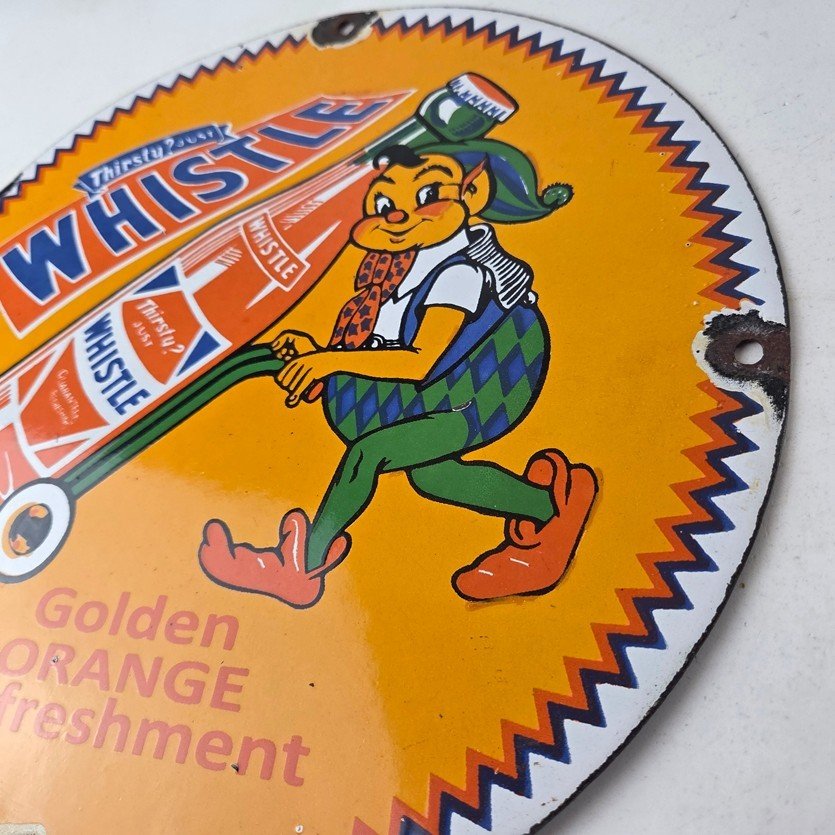 Thirsty? JUST
WHISTLE
WHISTLE
Thirsty?
JUST
WHISTLE
Golden
ORANGE
freshment